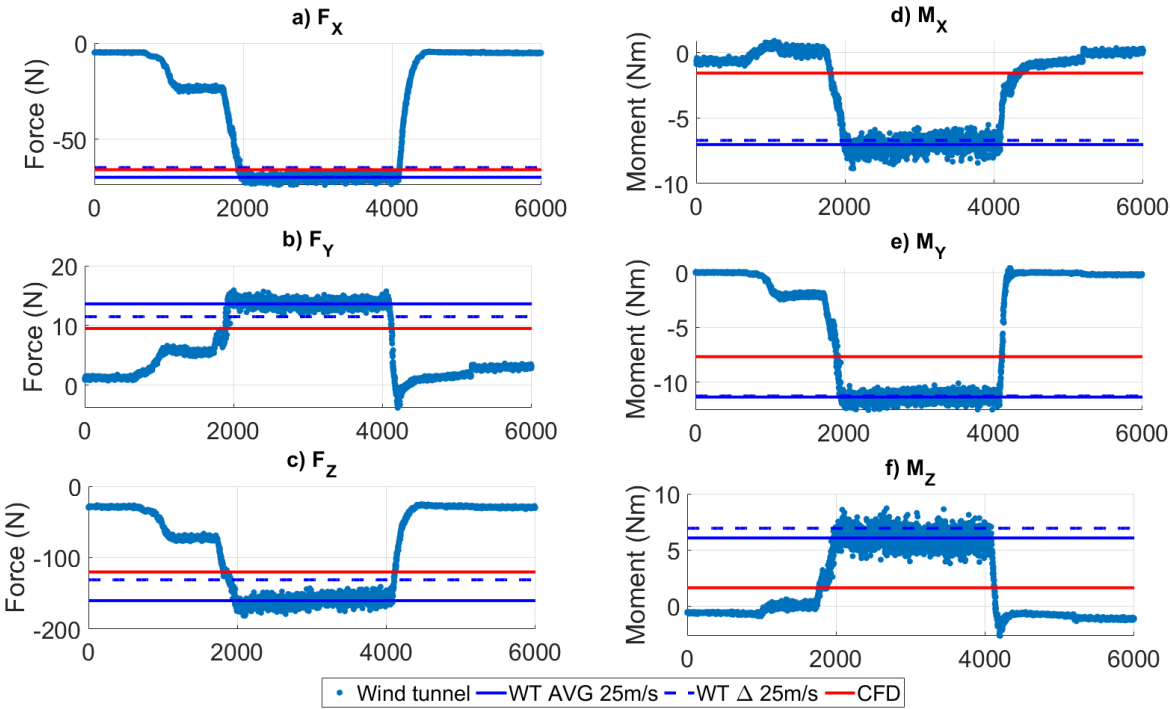 a) F_X
0
-50
Force (N)
0 2000 4000 6000
b) F_Y
20
10
0
Force (N)
0 2000 4000 6000
c) F_Z
0
-100
-200
Force (N)
0 2000 4000 6000
d) M_X
0
-5
-10
Moment (Nm)
0 2000 4000 6000
e) M_Y
0
-5
-10
Moment (Nm)
0 2000 4000 6000
f) M_Z
10
5
0
Moment (Nm)
0 2000 4000 6000
Wind tunnel WT AVG 25m/s WT Δ 25m/s CFD